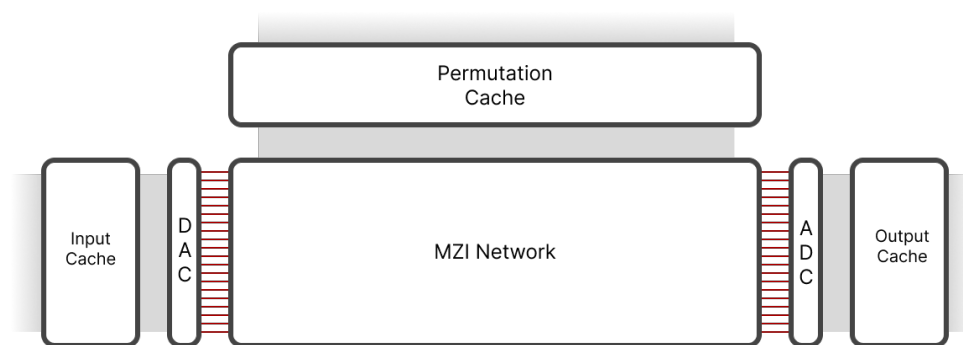 Permutation
Cache
Input
Cache
D
A
C
MZI Network
A
D
C
Output
Cache